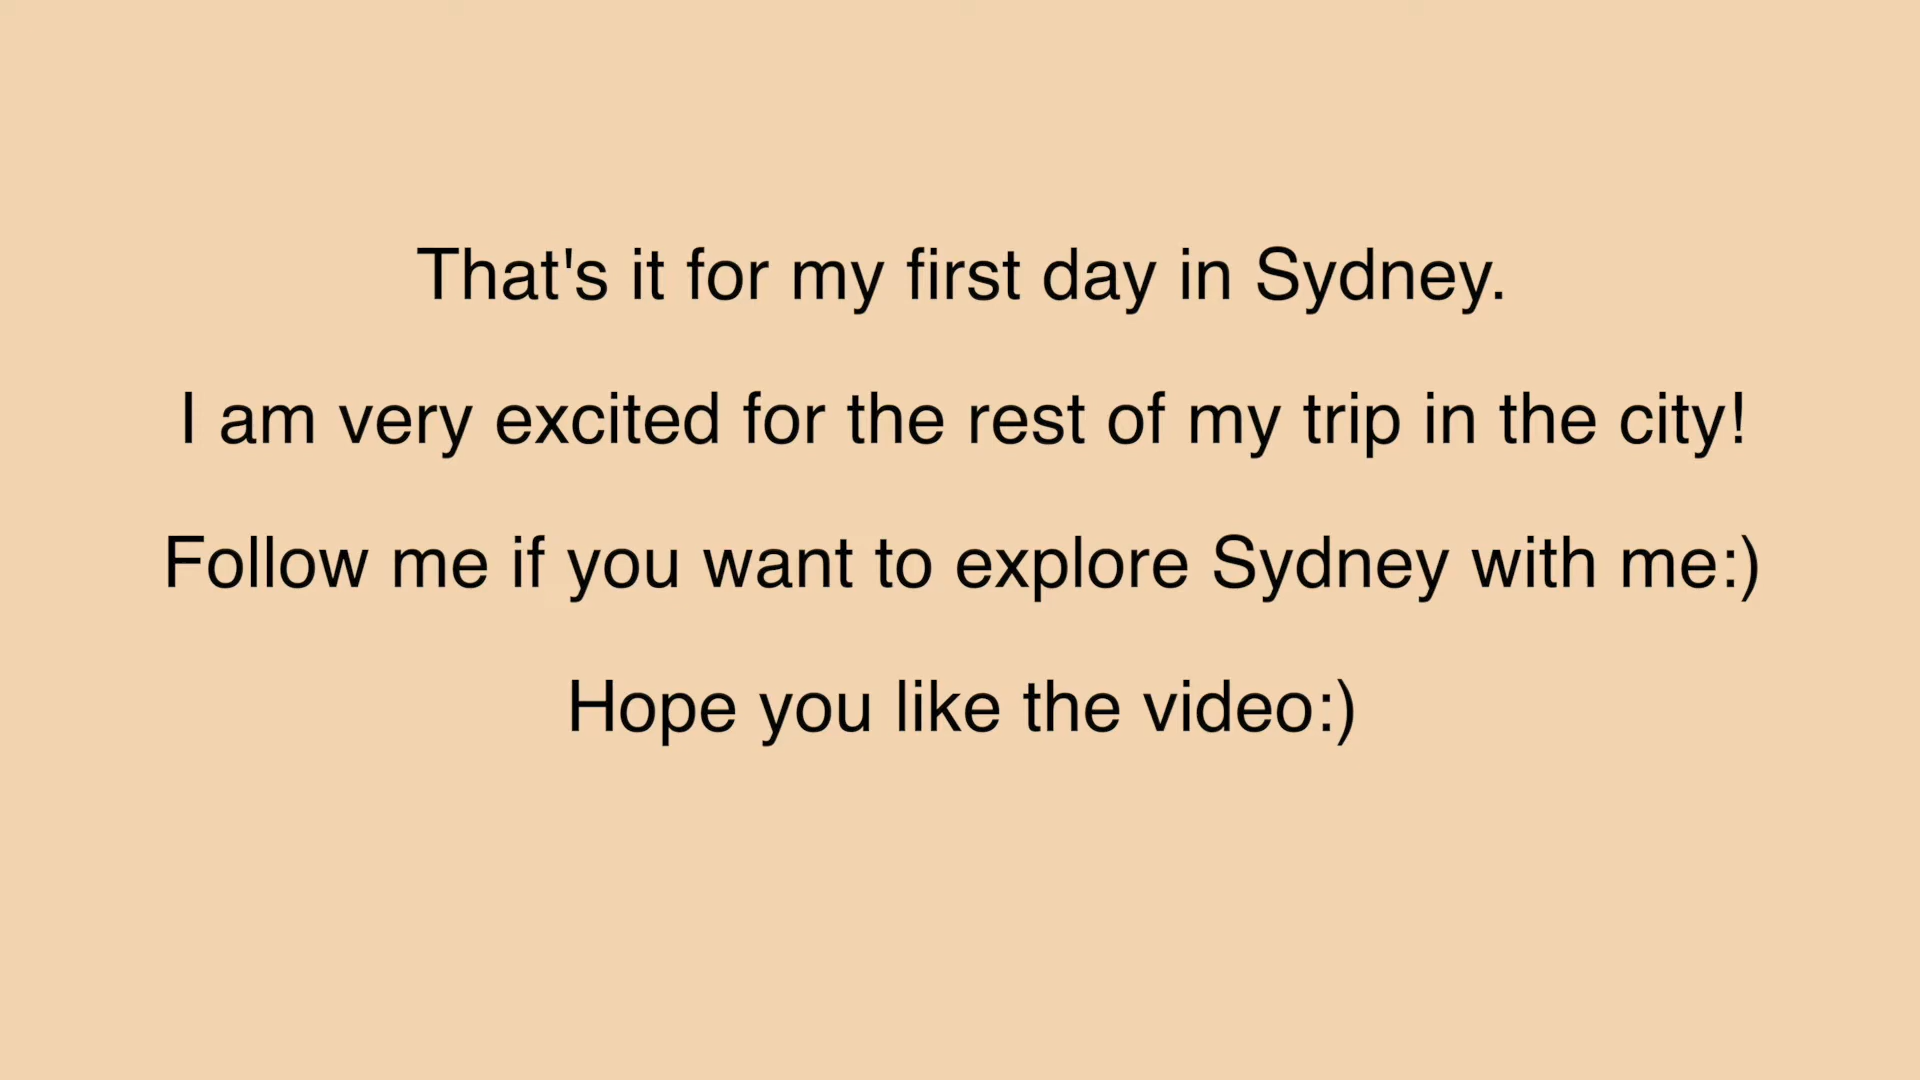 That's it for my first day in Sydney.
I am very excited for the rest of my trip in the city!
Follow me if you want to explore Sydney with me:)
Hope you like the video:)